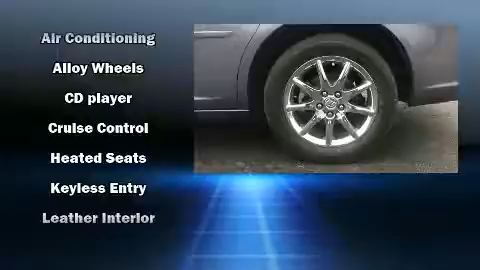 Air Conditioning
Alloy Wheels
CD player
Cruise Control
Heated Seats
Keyless Entry
Leather Interior